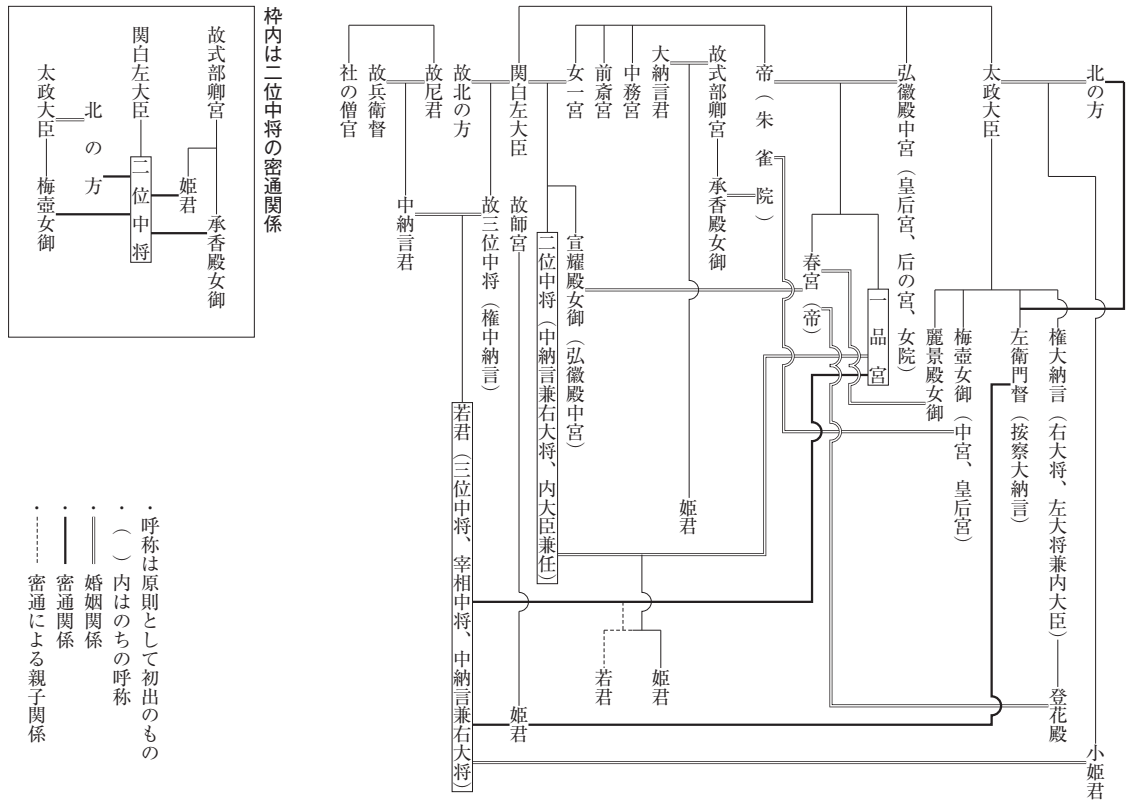 北の方
太政大臣
弘徽殿中宮（皇后宮、后の宮、女院）
帝（朱雀院）
故式部卿宮
大納言君
中務宮
前斎宮
女一宮
関白左大臣
故北の方
故尼君
故兵衛督
社の僧官
承香殿女御
春宮（帝）
一品宮
権大納言（右大将、左大将兼内大臣）
左衛門督（按察大納言）
梅壺女御（中宮、皇后宮）
麗景殿女御
宣耀殿女御（弘徽殿中宮）
二位中将（中納言兼右大将、内大臣兼任）
故師宮
故三位中将（権中納言）
中納言君
若君（三位中将、宰相中将、中納言兼右大将）
姫君
姫君
若君
姫君
登花殿
小姫君
枠内は二位中将の密通関係
故式部卿宮
承香殿女御
姫君
関白左大臣
二位中将
北の方
太政大臣
梅壺女御
・呼称は原則として初出のもの
・（ ）内はのちの呼称
・ 婚姻関係
・ 密通関係
・ 密通による親子関係